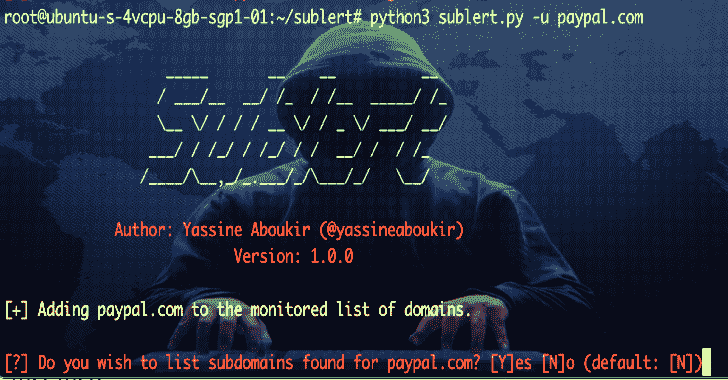 root@ubuntu-s-4vcpu-8gb-sgp1-01:~/sublert# python3 sublert.py -u paypal.com
Sublert
Author: Yassine Aboukir (@yassineaboukir)
Version: 1.0.0
[+] Adding paypal.com to the monitored list of domains.
[?] Do you wish to list subdomains found for paypal.com? [Y]es [N]o (default: [N])